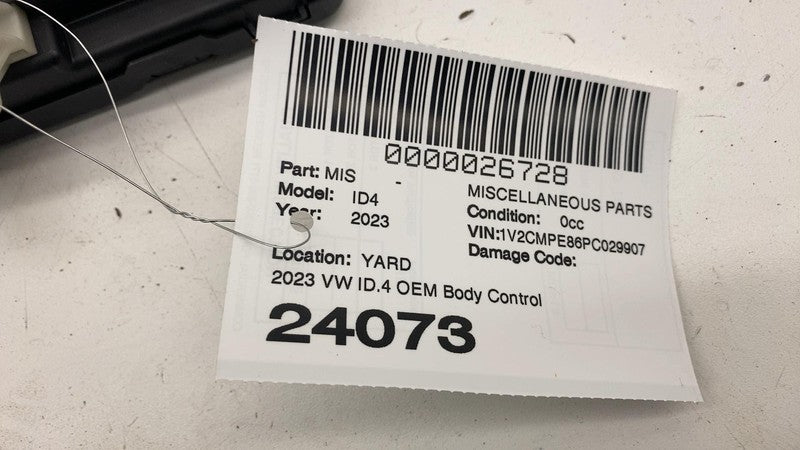 0000026728
Part: MIS -
MISCELLANEOUS PARTS
Model: ID4
Condition: 0cc
Year: 2023
VIN:1V2CMPE86PC029907
Damage Code:
Location: YARD
2023 VW ID.4 OEM Body Control
24073